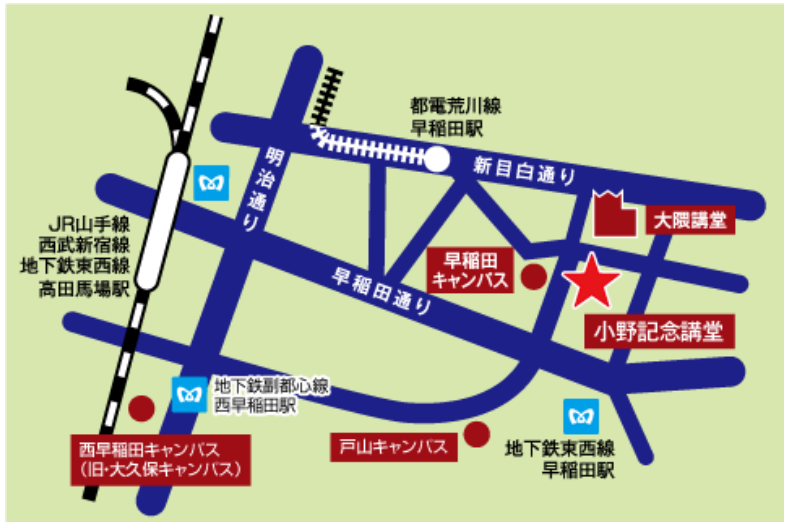 都電荒川線
早稲田駅
新目白通り
明治通り
大隈講堂
JR山手線
西武新宿線
地下鉄東西線
高田馬場駅
早稲田
キャンパス
早稲田通り
小野記念講堂
地下鉄副都心線
西早稲田駅
西早稲田キャンパス
（旧・大久保キャンパス）
戸山キャンパス
地下鉄東西線
早稲田駅